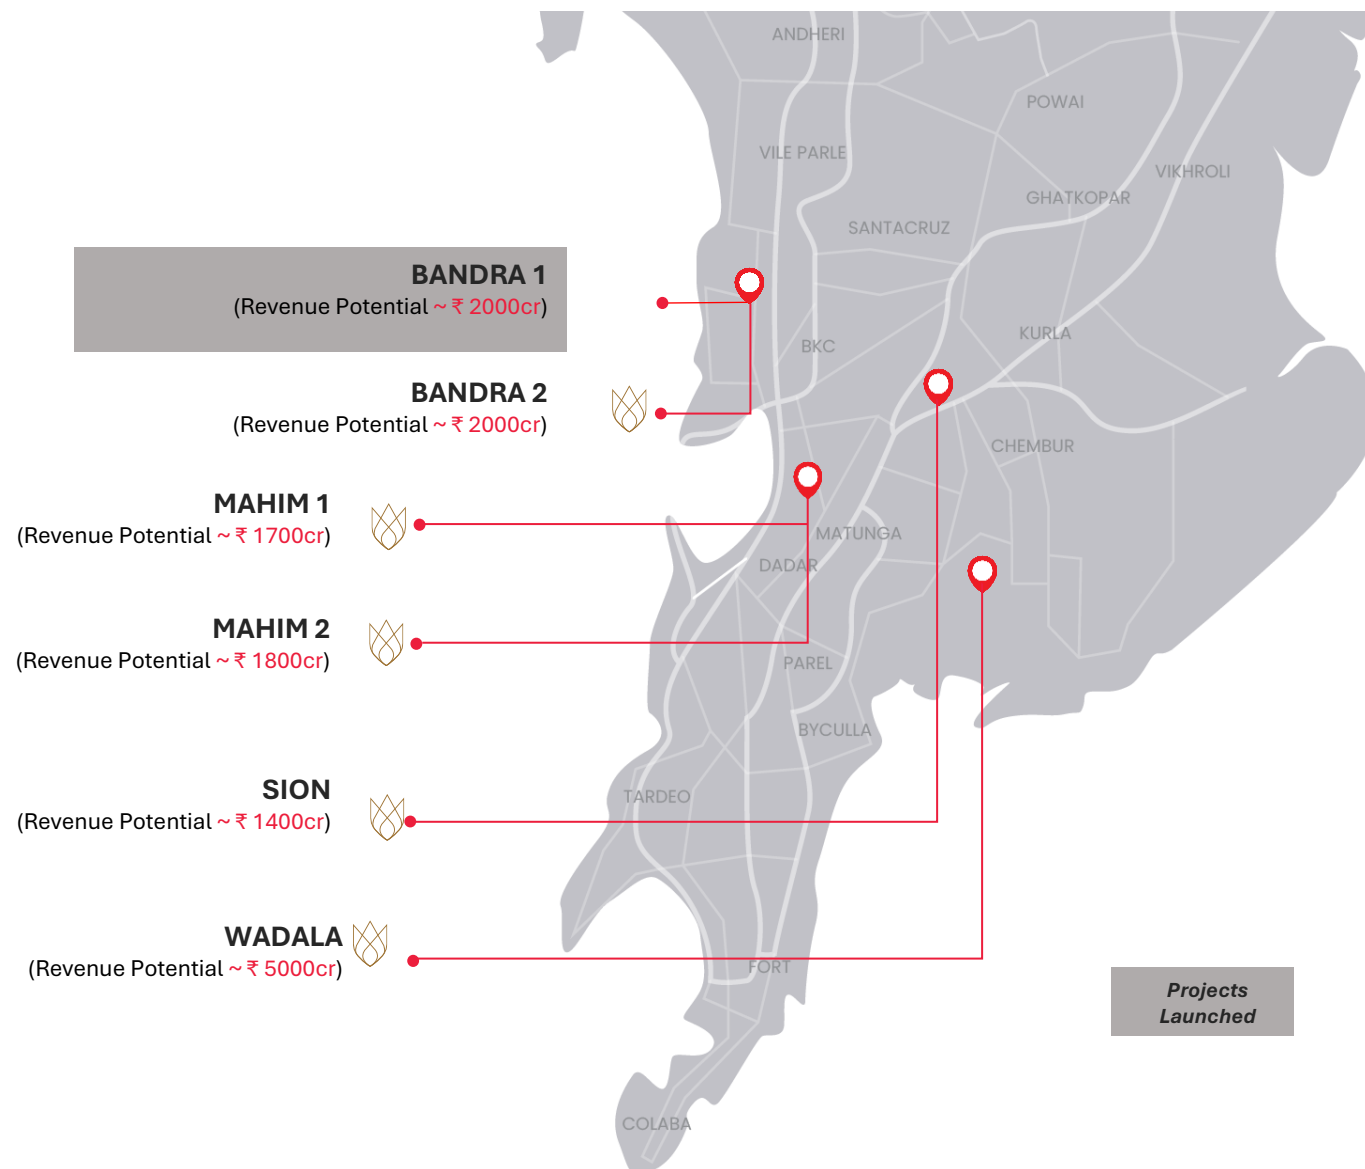 ANDHERI
POWAI
VILE PARLE
VIKHROLI
GHATKOPAR
SANTACRUZ
BANDRA 1
(Revenue Potential ~ ₹ 2000cr)
KURLA
BKC
BANDRA 2
(Revenue Potential ~ ₹ 2000cr)
CHEMBUR
MAHIM 1
(Revenue Potential ~ ₹ 1700cr)
MATUNGA
DADAR
MAHIM 2
(Revenue Potential ~ ₹ 1800cr)
PAREL
BYCULLA
SION
(Revenue Potential ~ ₹ 1400cr)
TARDEO
WADALA
(Revenue Potential ~ ₹ 5000cr)
FORT
Projects
Launched
COLABA